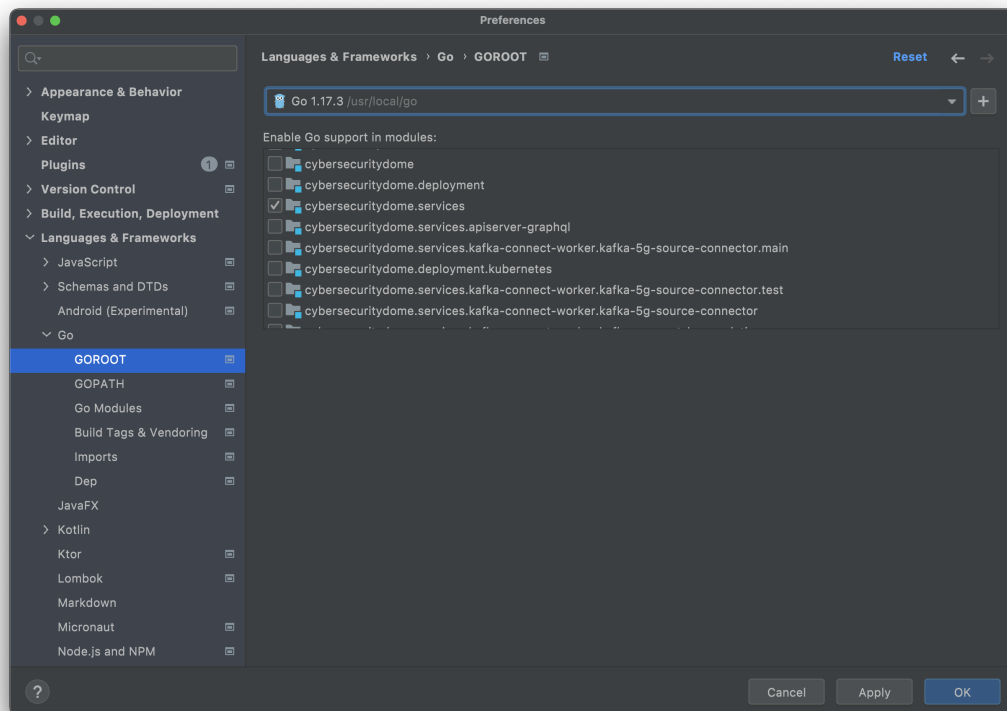 Preferences
Languages & Frameworks › Go › GOROOT
Reset
Go 1.17.3 /usr/local/go
Enable Go support in modules:
cybersecuritydome
cybersecuritydome.deployment
cybersecuritydome.services
cybersecuritydome.services.apiserver-graphql
cybersecuritydome.services.kafka-connect-worker.kafka-5g-source-connector.main
cybersecuritydome.deployment.kubernetes
cybersecuritydome.services.kafka-connect-worker.kafka-5g-source-connector.test
cybersecuritydome.services.kafka-connect-worker.kafka-5g-source-connector
Appearance & Behavior
Keymap
Editor
Plugins 1
Version Control
Build, Execution, Deployment
Languages & Frameworks
JavaScript
Schemas and DTDs
Android (Experimental)
Go
GOROOT
GOPATH
Go Modules
Build Tags & Vendoring
Imports
Dep
JavaFX
Kotlin
Ktor
Lombok
Markdown
Micronaut
Node.js and NPM
?
Cancel
Apply
OK